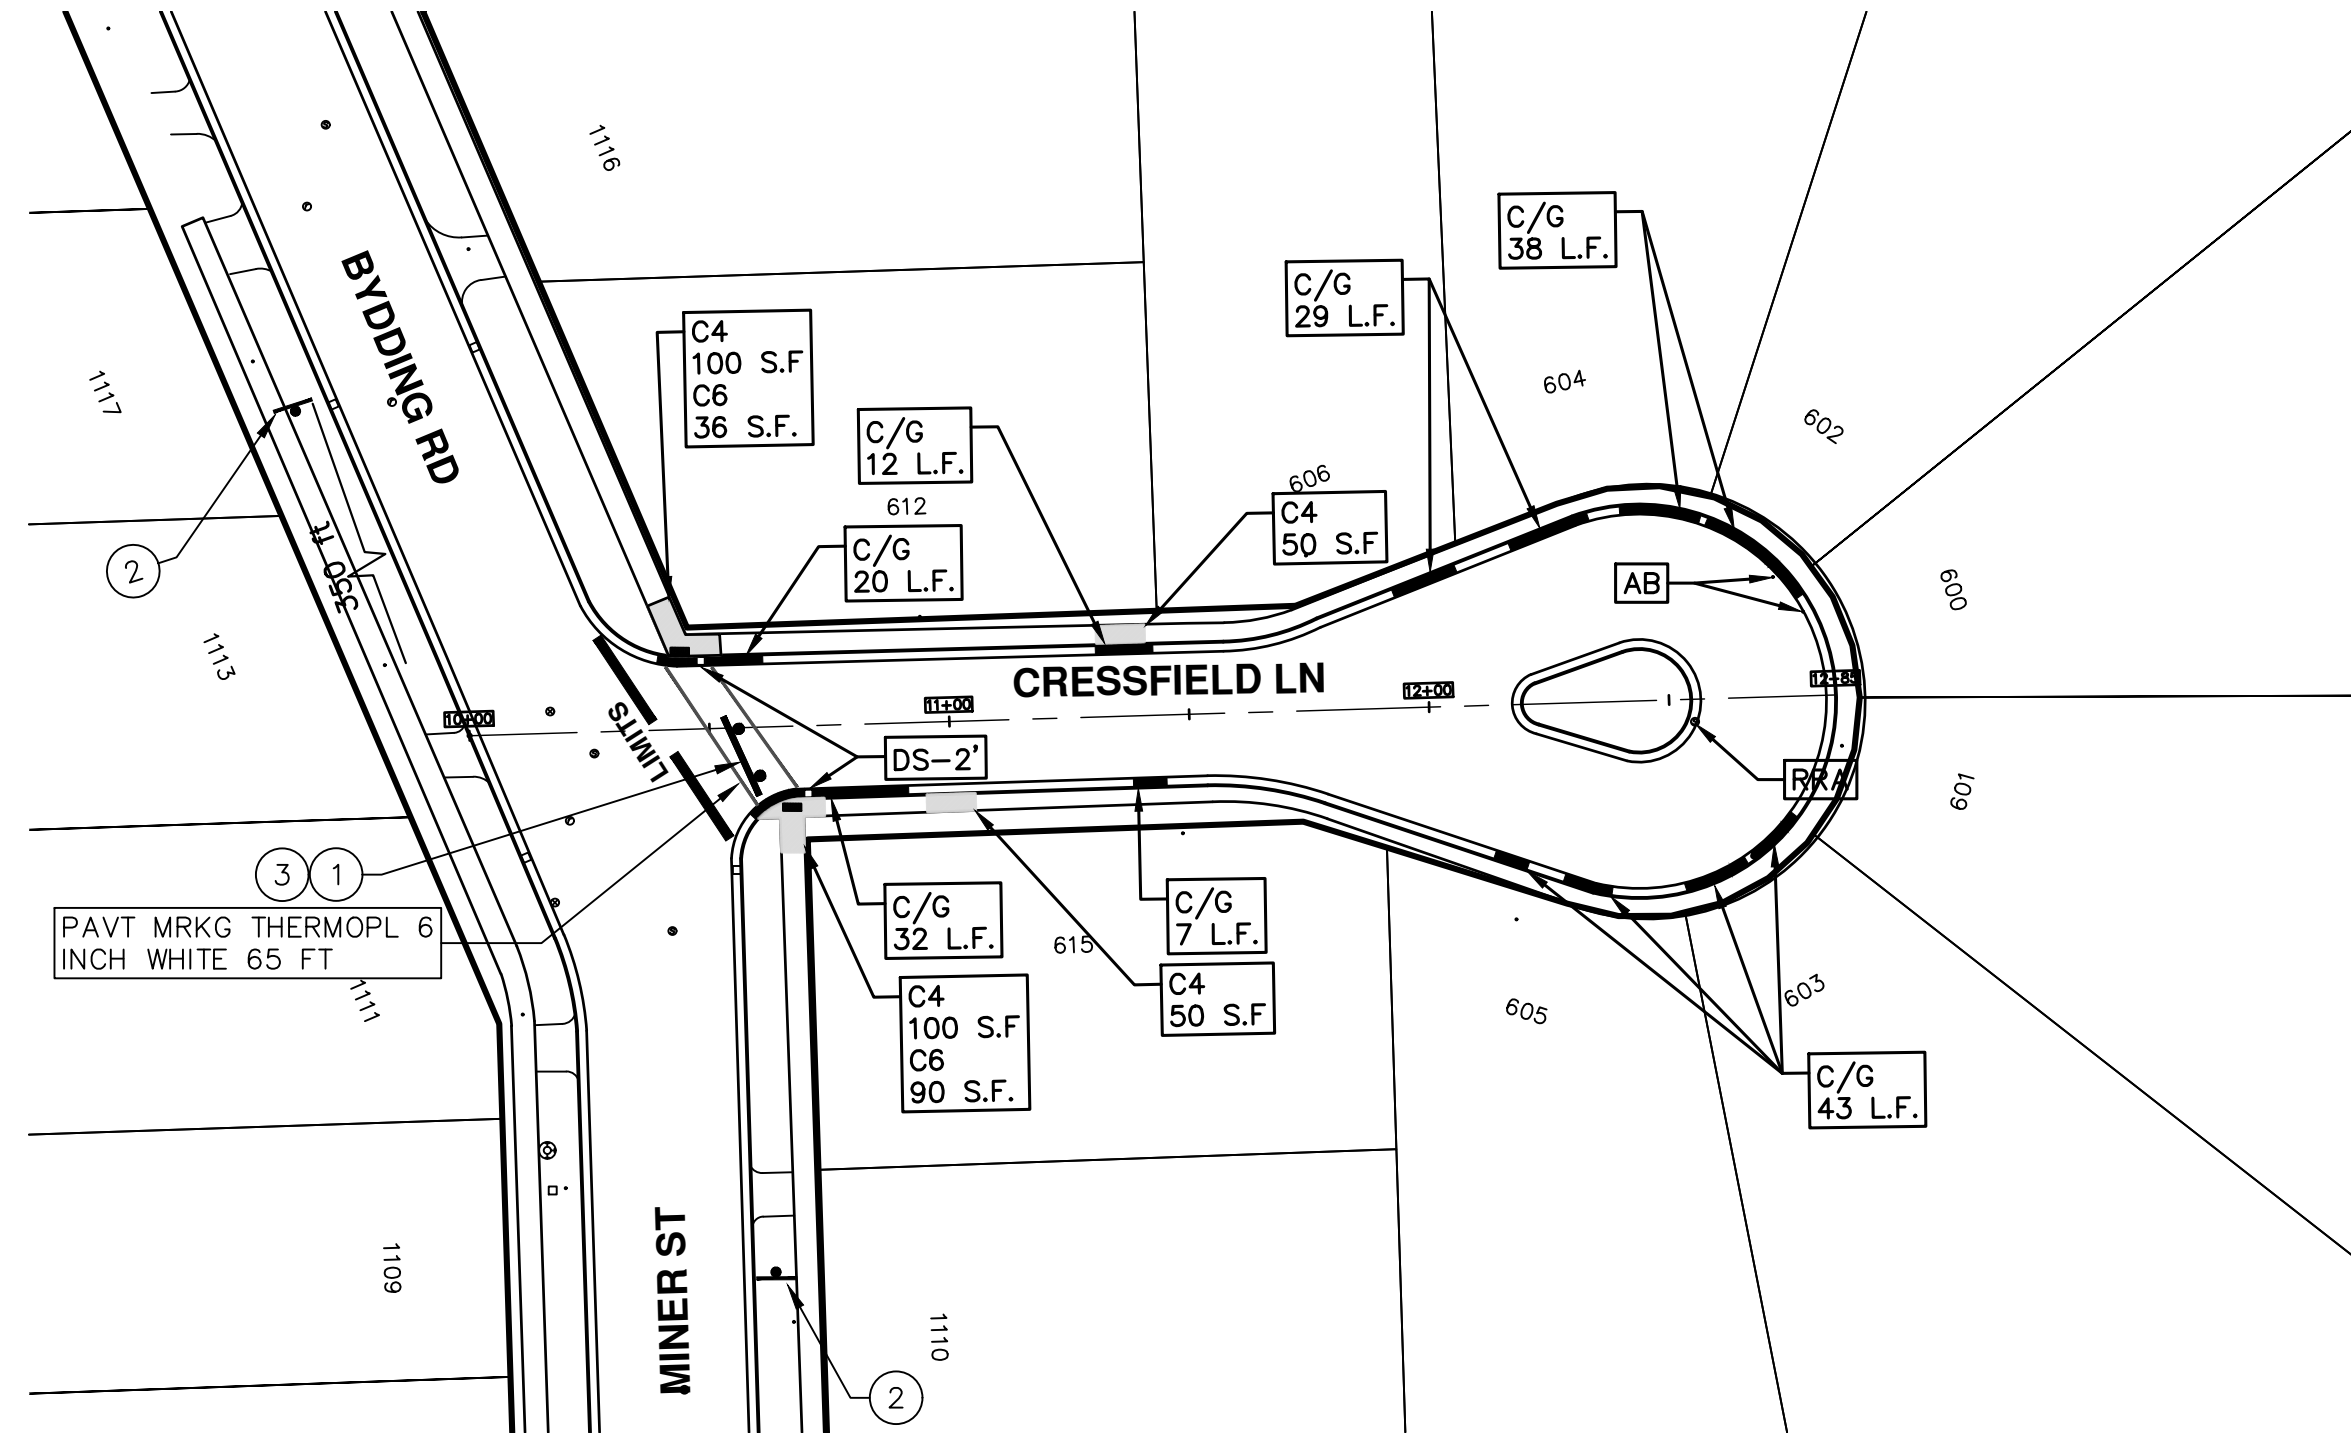 1116
C/G
38 L.F.
BYDDING RD
C/G
29 L.F.
C4
100 S.F
C6
36 S.F.
1117
604
602
C/G
12 L.F.
612
606
C4
50 S.F
C/G
20 L.F.
350 ft
2
AB
600
1113
CRESSFIELD LN
10+00
11+00
12+00
12+85
LIMITS
DS-2'
RRA
601
3
1
PAVT MRKG THERMOPL 6
INCH WHITE 65 FT
C/G
32 L.F.
615
C/G
7 L.F.
C4
50 S.F
C4
100 S.F
C6
90 S.F.
1111
605
603
C/G
43 L.F.
MINER ST
1109
1110
2